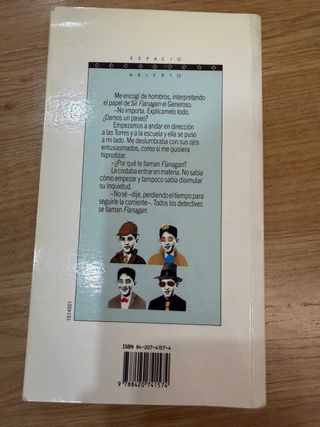 ESPACIO
ABIERTO
Me encogí de hombros, interpretando
el papel de Sir Flanagan el Generoso.
—No importa. Explícamelo todo.
¿Damos un paseo?
Empezamos a andar en dirección
a las Torres y a la escuela y ella se puso
a mi lado. Me deslumbraba con sus ojos
entusiasmados, como si me quisiera
hipnotizar.
—¿Por qué te llaman Flanagan?
Le costaba entrar en materia. No sabía
cómo empezar y tampoco sabía disimular
su inquietud.
—No sé —dije, perdiendo el tiempo para
seguirle la corriente—. Todos los detectives
se llaman Flanagan.
1514001
ISBN 84-207-4157-4
9 788420 741574